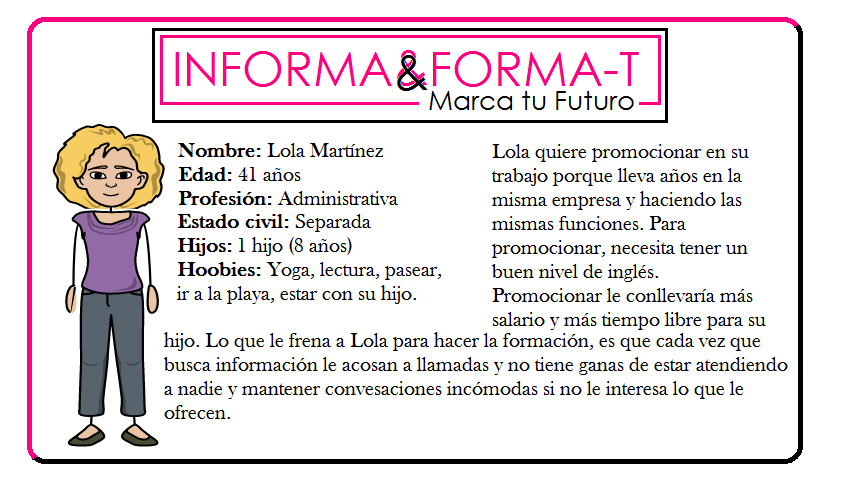 INFORMA&FORMA-T
Marca tu Futuro
Nombre: Lola Martínez
Edad: 41 años
Profesión: Administrativa
Estado civil: Separada
Hijos: 1 hijo (8 años)
Hoobies: Yoga, lectura, pasear,
ir a la playa, estar con su hijo.
Lola quiere promocionar en su
trabajo porque lleva años en la
misma empresa y haciendo las
mismas funciones. Para
promocionar, necesita tener un
buen nivel de inglés.
Promocionar le conllevaría más
salario y más tiempo libre para su
hijo. Lo que le frena a Lola para hacer la formación, es que cada vez que
busca información le acosan a llamadas y no tiene ganas de estar atendiendo
a nadie y mantener convesaciones incómodas si no le interesa lo que le
ofrecen.